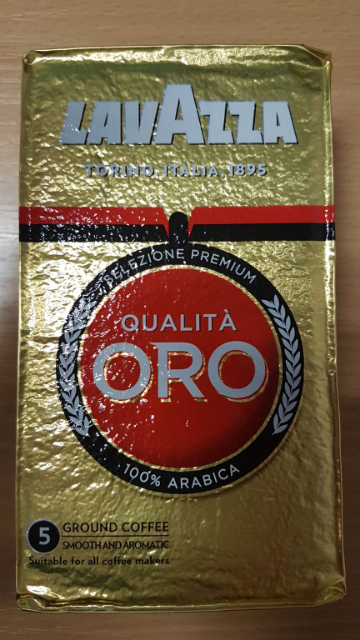 LAVAZZA
TORINO, ITALIA, 1895
SELEZIONE PREMIUM
QUALITÀ
ORO
100% ARABICA
5 GROUND COFFEE
SMOOTH AND AROMATIC
Suitable for all coffee makers